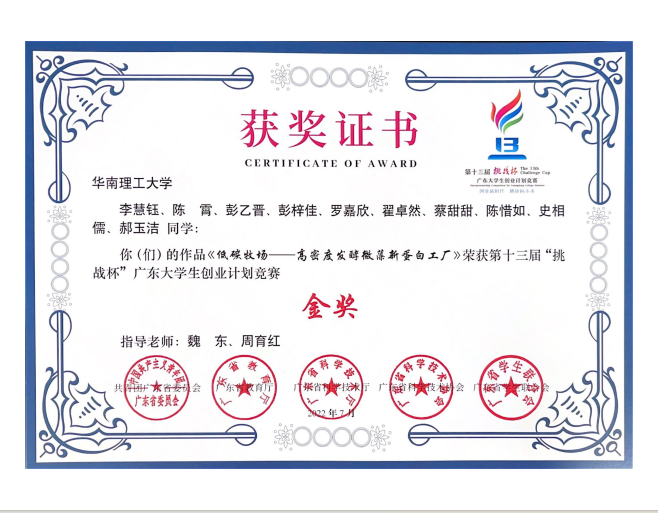 获奖证书
CERTIFICATE OF AWARD
13
第十三届 挑战杯 The 13th Challenge Cup
广东大学生创业计划竞赛
华南理工大学
李慧钰、陈 霄、彭乙晋、彭梓佳、罗嘉欣、翟卓然、蔡甜甜、陈惜如、史相
儒、郝玉洁 同学：
你（们）的作品《低碳牧场——高密度发酵微藻新蛋白工厂》荣获第十三届“挑
战杯”广东大学生创业计划竞赛
金奖
指导老师：魏 东、周育红
共青团广东省委员会 广东省教育厅 广东省科学技术厅 广东省科学技术协会 广东省学生联合会
2022 年 7 月